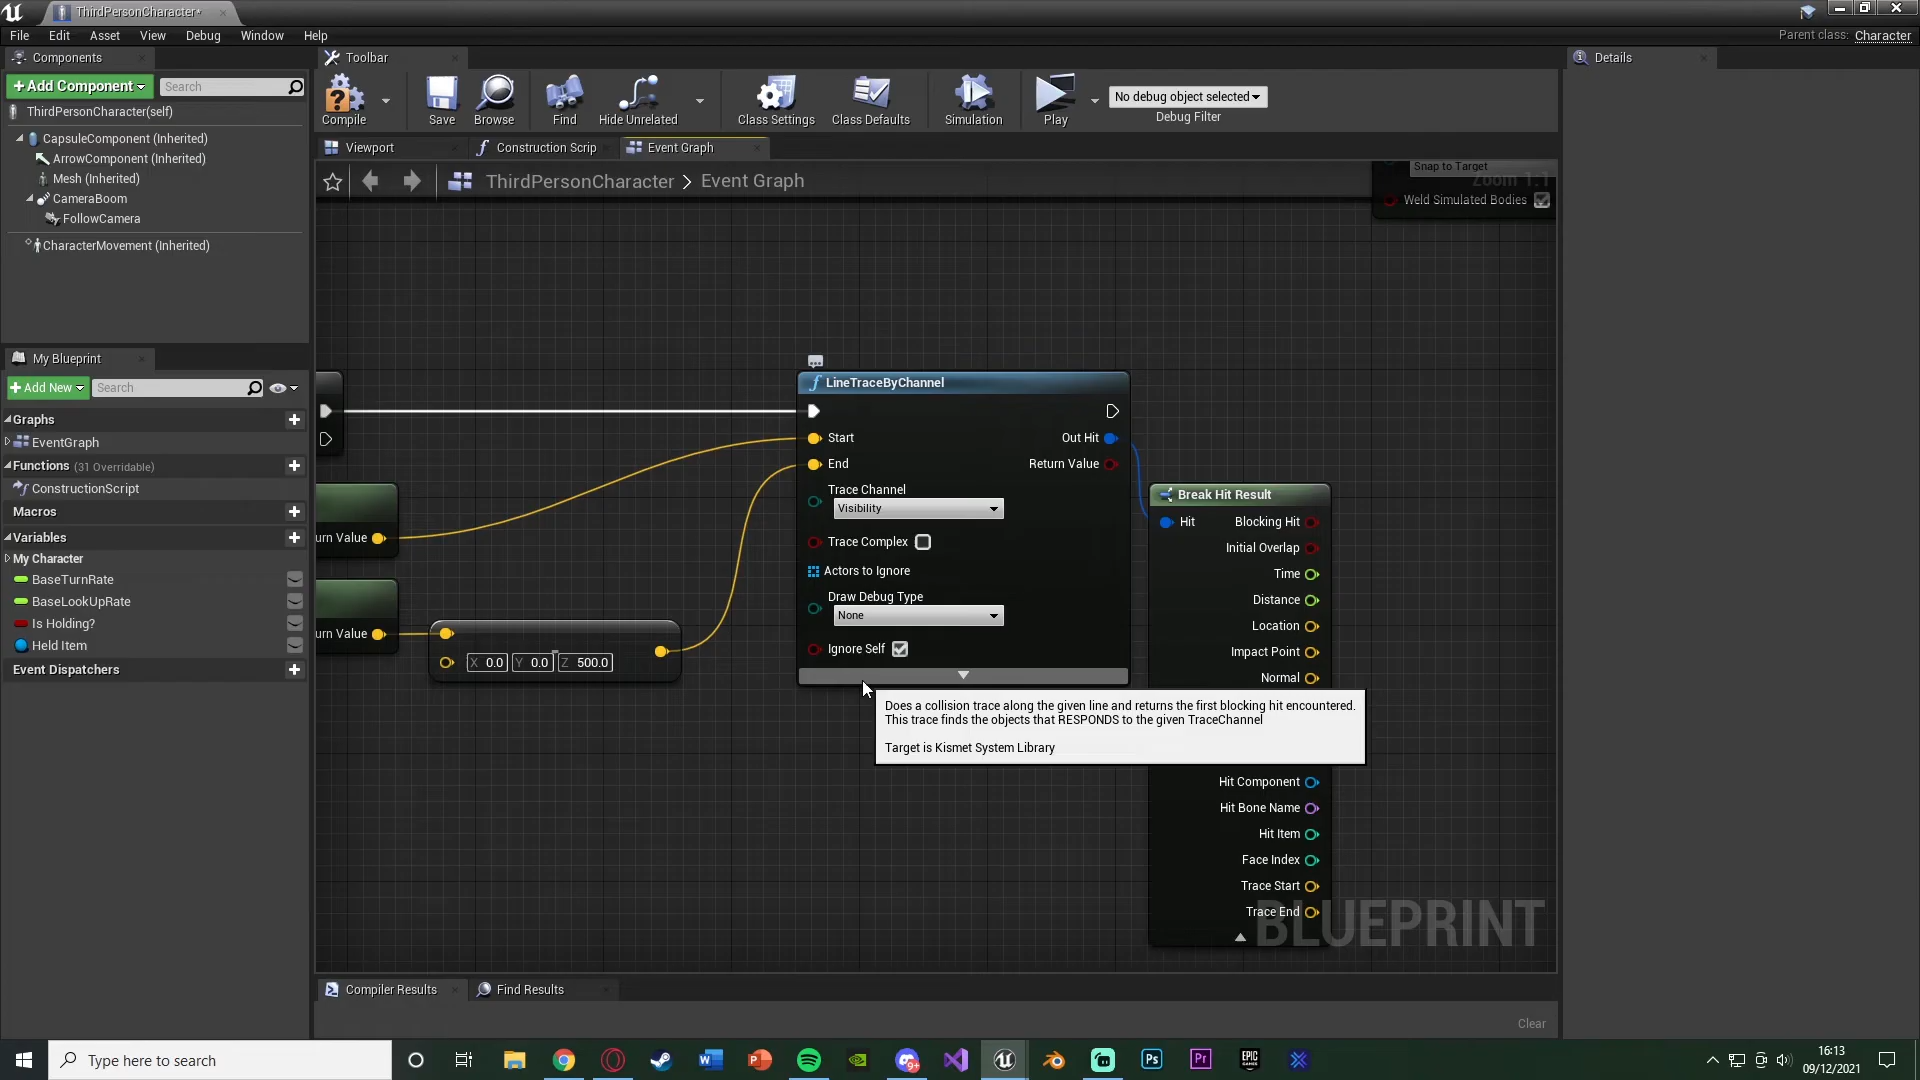 ThirdPersonCharacter*
File Edit Asset View Debug Window Help
Parent class: Character
Components
+Add Component
Search
ThirdPersonCharacter(self)
CapsuleComponent (Inherited)
ArrowComponent (Inherited)
Mesh (Inherited)
CameraBoom
FollowCamera
CharacterMovement (Inherited)
My Blueprint
+Add New
Search
Graphs
EventGraph
Functions (31 Overridable)
ConstructionScript
Macros
Variables
My Character
BaseTurnRate
BaseLookUpRate
Is Holding?
Held Item
Event Dispatchers
Toolbar
Compile
Save
Browse
Find
Hide Unrelated
Class Settings
Class Defaults
Simulation
Play
No debug object selected
Debug Filter
Viewport
Construction Scrip
Event Graph
ThirdPersonCharacter > Event Graph
Zoom 1:1
Snap to Target
Weld Simulated Bodies
urn Value
urn Value
X 0.0 Y 0.0 Z 500.0
LineTraceByChannel
Start
Out Hit
End
Return Value
Trace Channel
Visibility
Trace Complex
Actors to Ignore
Draw Debug Type
None
Ignore Self
Does a collision trace along the given line and returns the first blocking hit encountered.
This trace finds the objects that RESPONDS to the given TraceChannel
Target is Kismet System Library
Break Hit Result
Hit
Blocking Hit
Initial Overlap
Time
Distance
Location
Impact Point
Normal
Hit Component
Hit Bone Name
Hit Item
Face Index
Trace Start
Trace End
BLUEPRINT
Compiler Results
Find Results
Clear
Details
Type here to search
16:13
09/12/2021